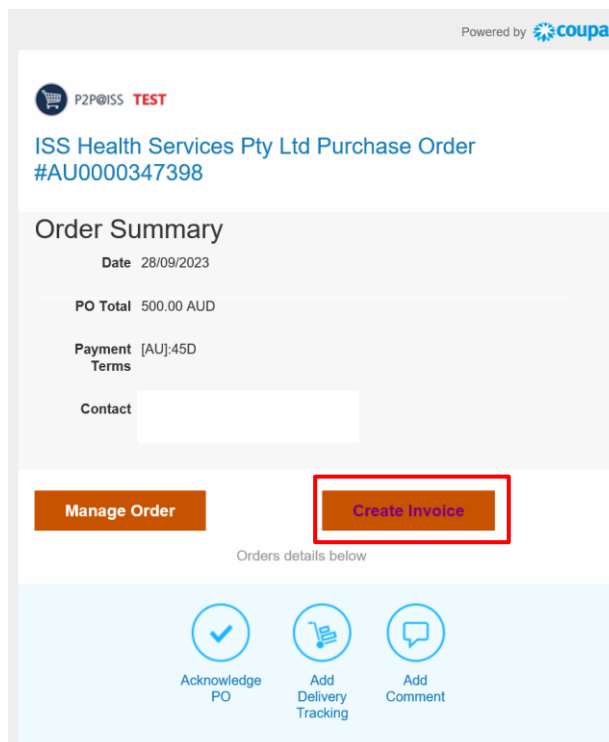 Powered by coupa
P2P@ISS TEST
ISS Health Services Pty Ltd Purchase Order
#AU0000347398
Order Summary
Date 28/09/2023
PO Total 500.00 AUD
Payment [AU]:45D
Terms
Contact
Manage Order Create Invoice
Orders details below
Acknowledge Add Add
PO Delivery Comment
Tracking